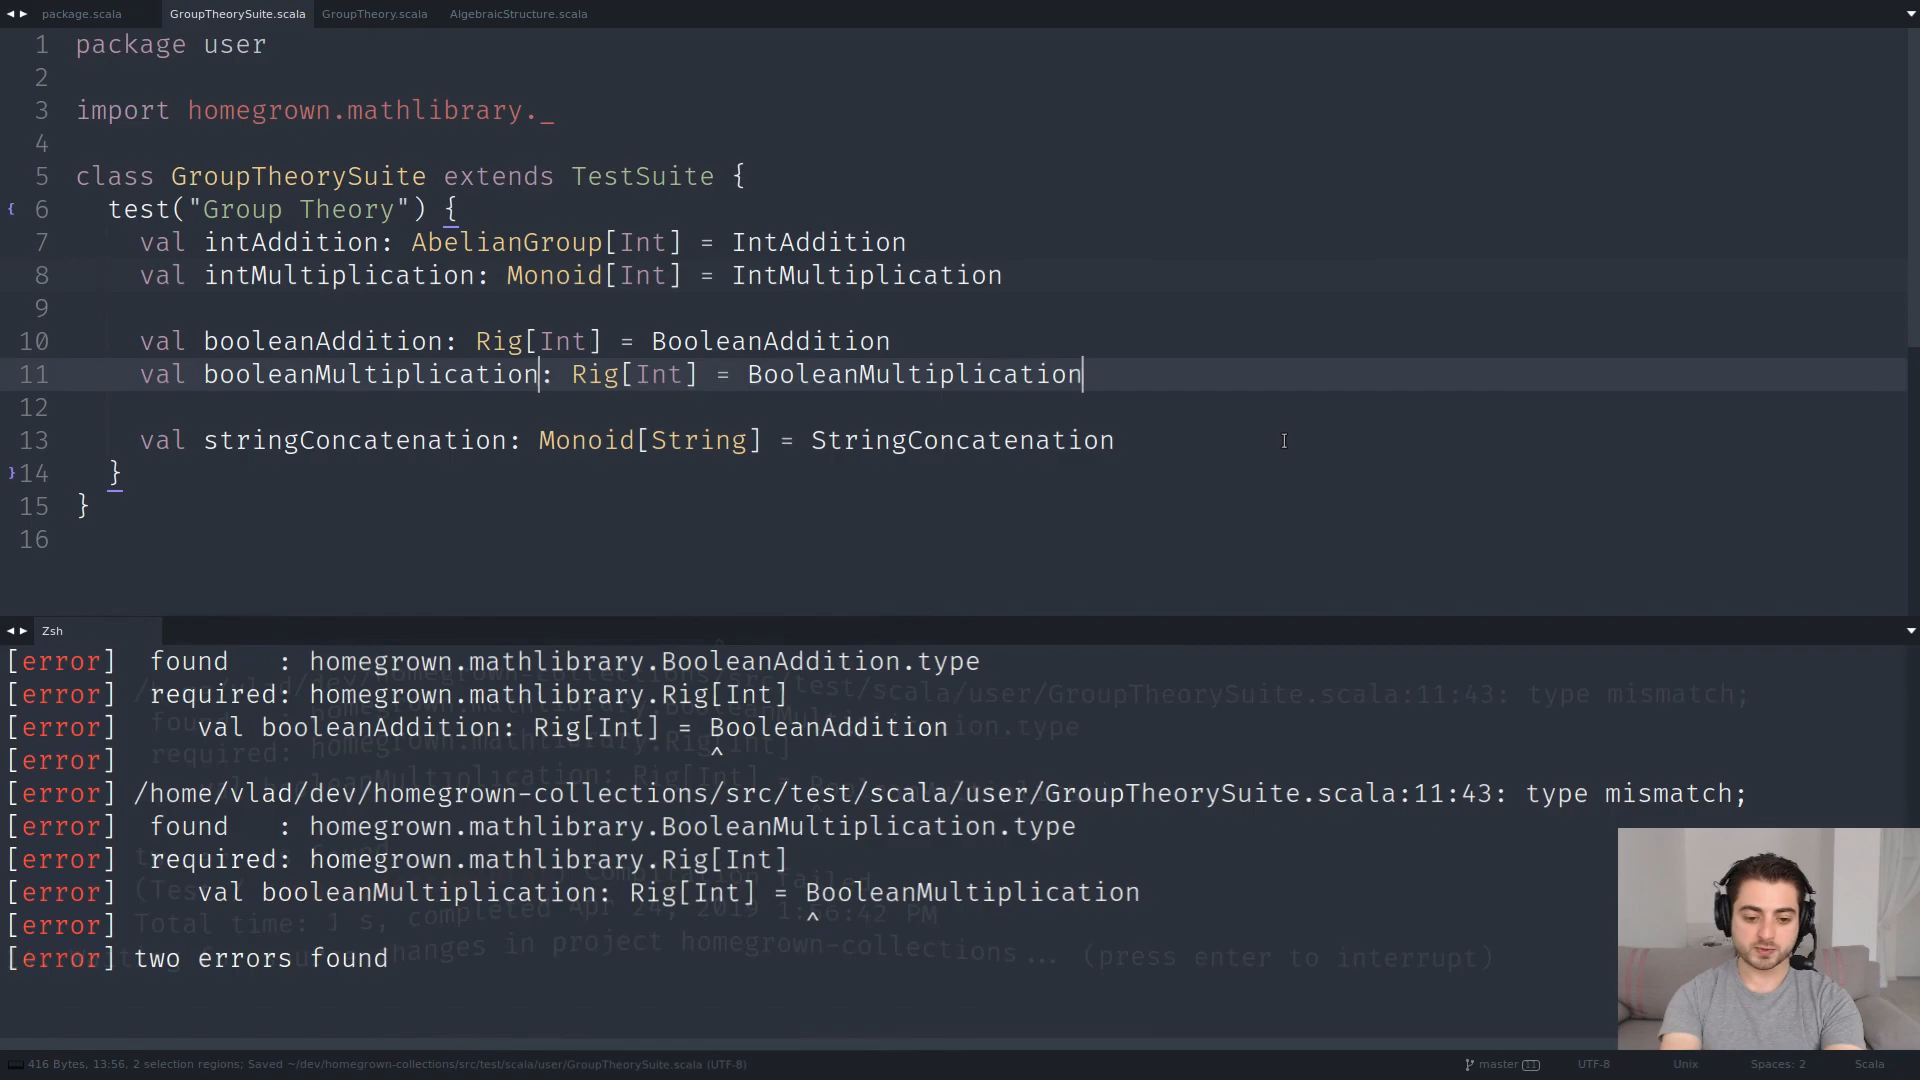 package.scala GroupTheorySuite.scala GroupTheory.scala AlgebraicStructure.scala
1 package user
2
3 import homegrown.mathlibrary._
4
5 class GroupTheorySuite extends TestSuite {
{ 6 test("Group Theory") {
7 val intAddition: AbelianGroup[Int] = IntAddition
8 val intMultiplication: Monoid[Int] = IntMultiplication
9
10 val booleanAddition: Rig[Int] = BooleanAddition
11 val booleanMultiplication: Rig[Int] = BooleanMultiplication
12
13 val stringConcatenation: Monoid[String] = StringConcatenation
}14 }
15 }
16
Zsh
[error] found   : homegrown.mathlibrary.BooleanAddition.type
[error] required: homegrown.mathlibrary.Rig[Int]
[error] val booleanAddition: Rig[Int] = BooleanAddition
[error] ^
[error] /home/vlad/dev/homegrown-collections/src/test/scala/user/GroupTheorySuite.scala:11:43: type mismatch;
[error] found   : homegrown.mathlibrary.BooleanMultiplication.type
[error] required: homegrown.mathlibrary.Rig[Int]
[error] val booleanMultiplication: Rig[Int] = BooleanMultiplication
[error] ^
[error] two errors found
416 Bytes, 13:56, 2 selection regions; Saved ~/dev/homegrown-collections/src/test/scala/user/GroupTheorySuite.scala (UTF-8) master 11 UTF-8 Unix Spaces: 2 Scala